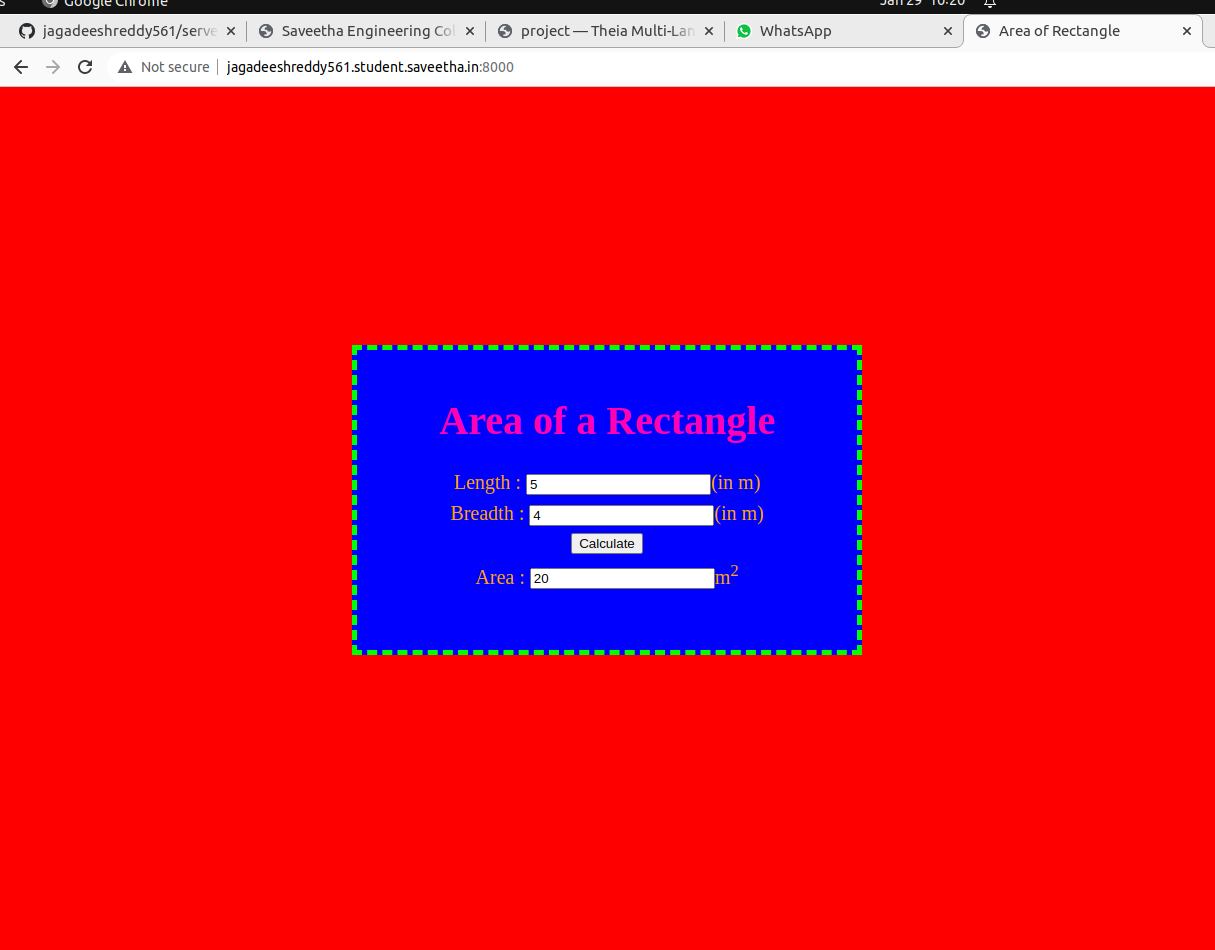 Google Chrome Jan 29 10:20
jagadeeshreddy561/serve Saveetha Engineering Col project — Theia Multi-Lan WhatsApp Area of Rectangle
Not secure jagadeeshreddy561.student.saveetha.in:8000
Area of a Rectangle
Length : 5 (in m)
Breadth : 4 (in m)
Calculate
Area : 20 m²